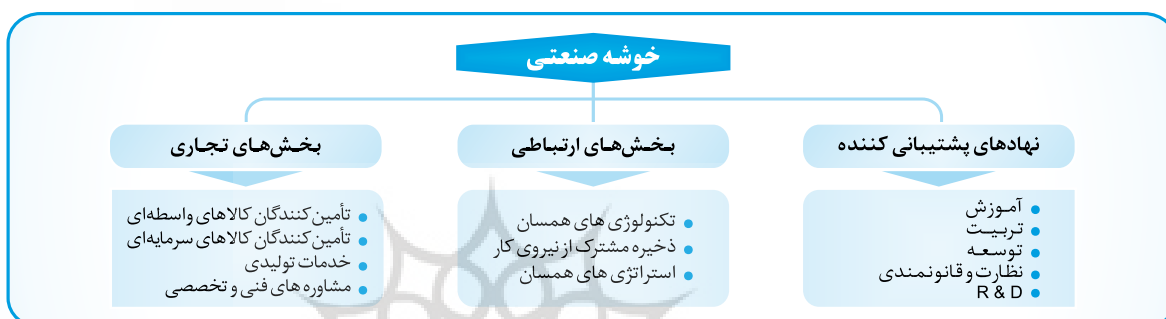 خوشه صنعتی
نهادهای پشتیبانی کننده
آموزش
تربیت
توسعه
نظارت و قانونمندی
R & D
بخش‌های ارتباطی
تکنولوژی های همسان
ذخیره مشترک از نیروی کار
استراتژی های همسان
بخش‌های تجاری
تأمین‌کنندگان کالاهای واسطه‌ای
تأمین‌کنندگان کالاهای سرمایه‌ای
خدمات تولیدی
مشاوره های فنی و تخصصی